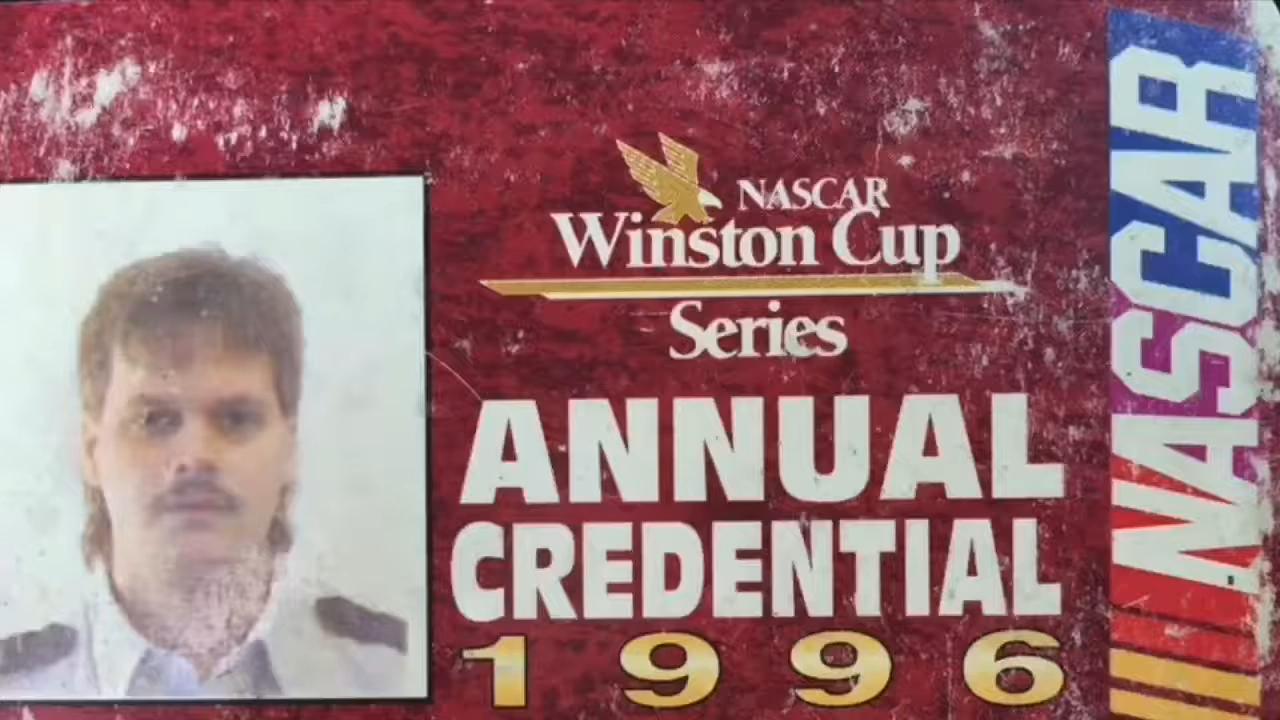 NASCAR
Winston Cup
Series
ANNUAL
CREDENTIAL
1996
NASCAR